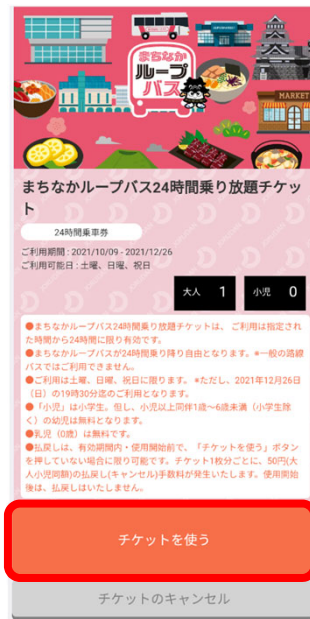 まちなか
ループ
バス
MARKET
まちなかループバス24時間乗り放題チケッ
ト
24時間乗車券
ご利用期間 : 2021/10/09 - 2021/12/26
ご利用可能日 : 土曜、日曜、祝日
大人 1 小児 0
●まちなかループバス24時間乗り放題チケットは、ご利用は指定され
た時間から24時間に限り有効です。
●まちなかループバスが24時間乗り降り自由となります。※一般の路線
バスではご利用できません。
●ご利用は土曜、日曜、祝日に限ります。※ただし、2021年12月26日
（日）の19時30分迄のご利用となります。
●「小児」は小学生。但し、小児以上同伴1歳～6歳未満（小学生除
く）の幼児は無料となります。
●乳児（0歳）は無料です。
●払戻しは、有効期間内・使用開始前で、「チケットを使う」ボタン
を押していない場合に限り可能です。チケット1枚分ごとに、50円(大
人小児同額)の払戻し(キャンセル)手数料が発生いたします。使用開始
後は、払戻しはいたしません。
チケットを使う
チケットのキャンセル